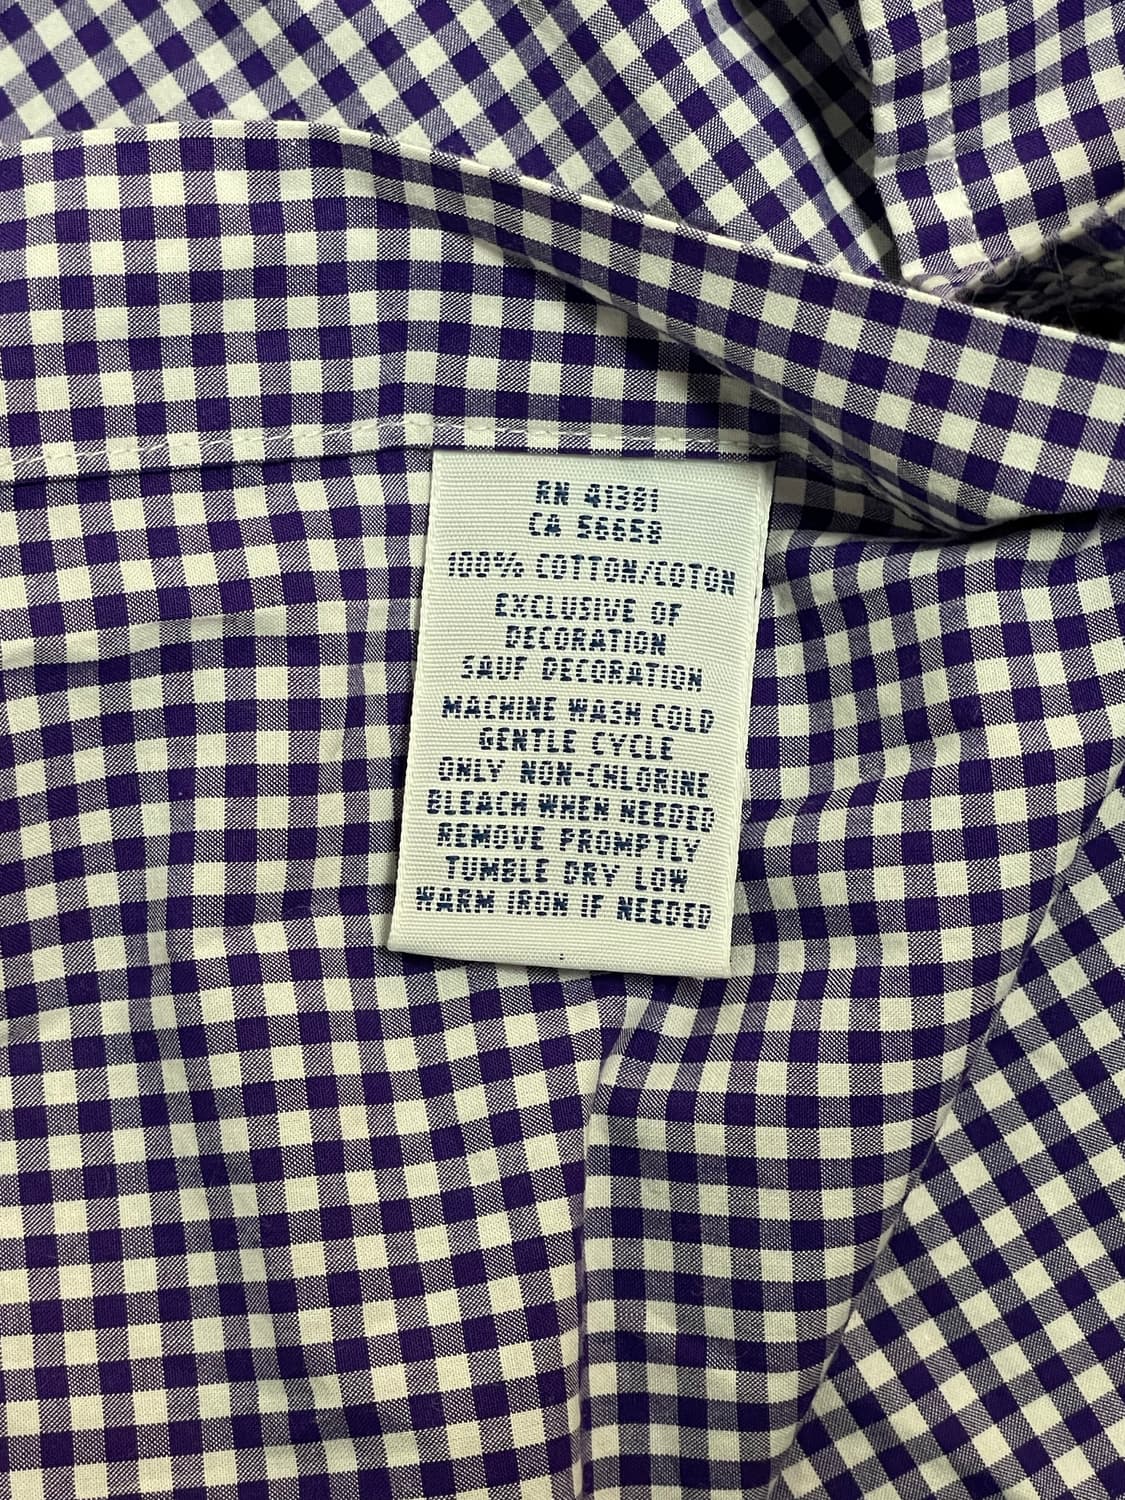 RN 41381
CA 56658
100% COTTON/COTON
EXCLUSIVE OF
DECORATION
SAUF DECORATION
MACHINE WASH COLD
GENTLE CYCLE
ONLY NON-CHLORINE
BLEACH WHEN NEEDED
REMOVE PROMPTLY
TUMBLE DRY LOW
WARM IRON IF NEEDED